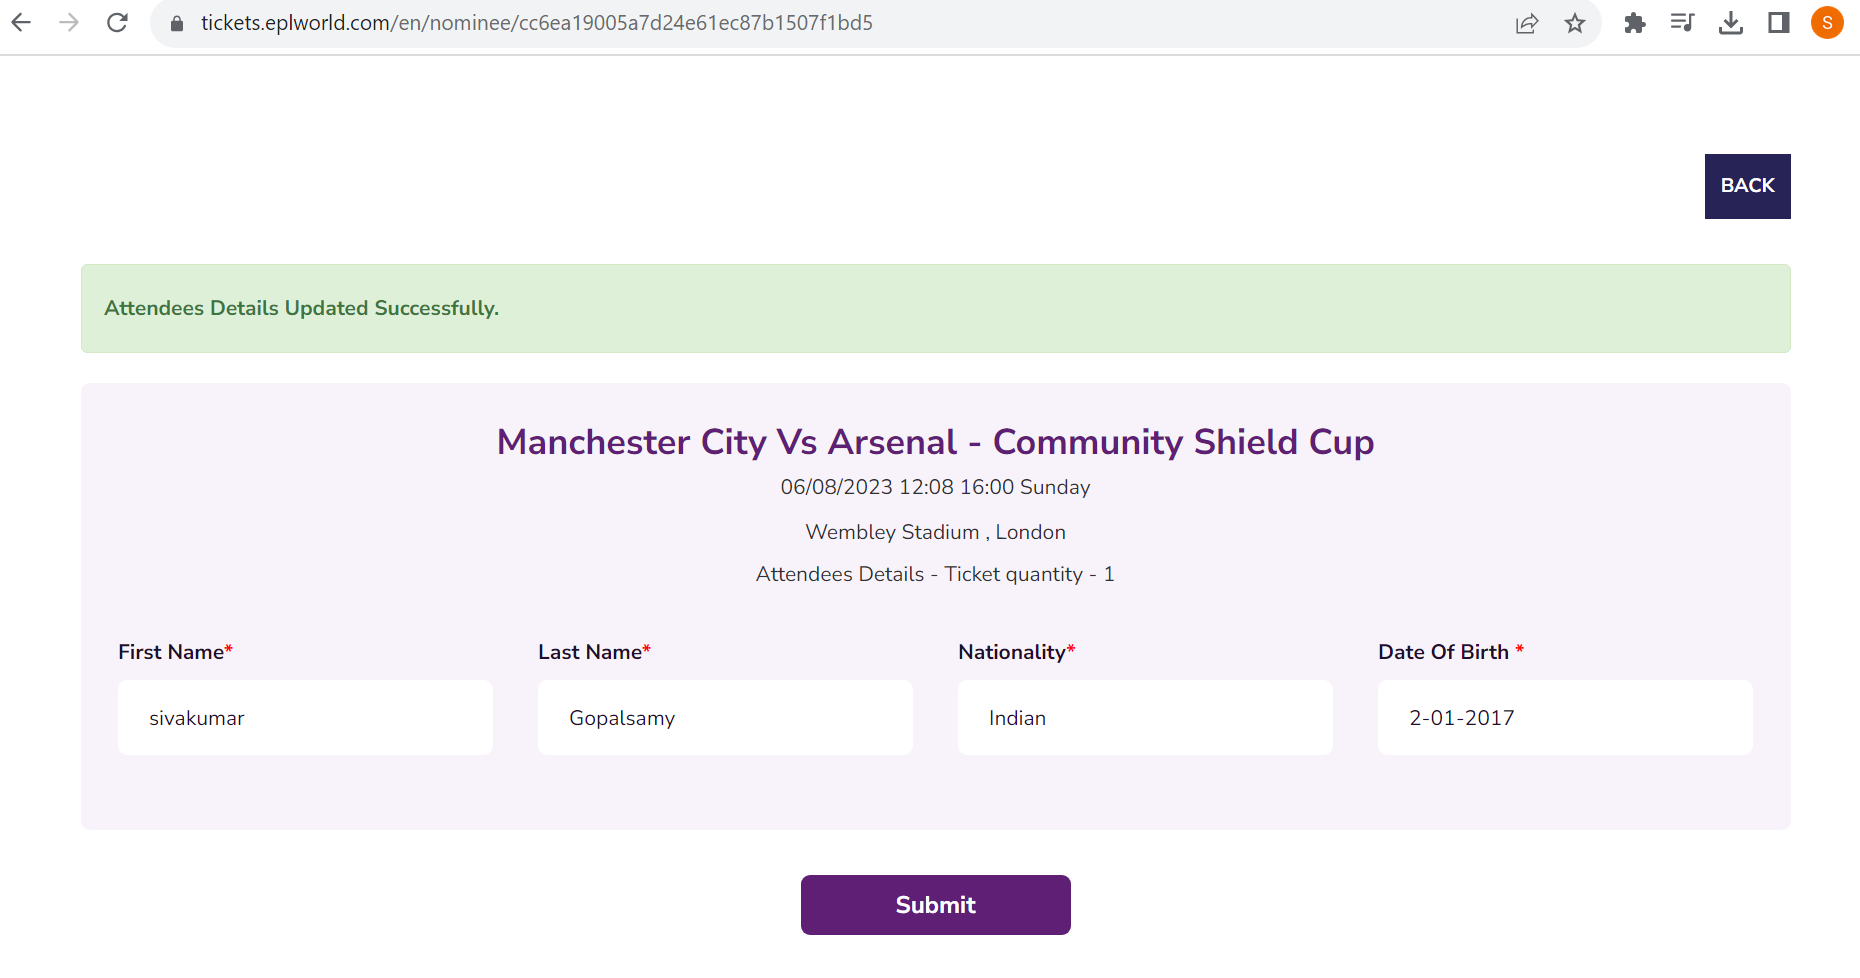 tickets.eplworld.com/en/nominee/cc6ea19005a7d24e61ec87b1507f1bd5
S
BACK
Attendees Details Updated Successfully.
Manchester City Vs Arsenal - Community Shield Cup
06/08/2023 12:08 16:00 Sunday
Wembley Stadium , London
Attendees Details - Ticket quantity - 1
First Name* Last Name* Nationality* Date Of Birth *
sivakumar Gopalsamy Indian 2-01-2017
Submit